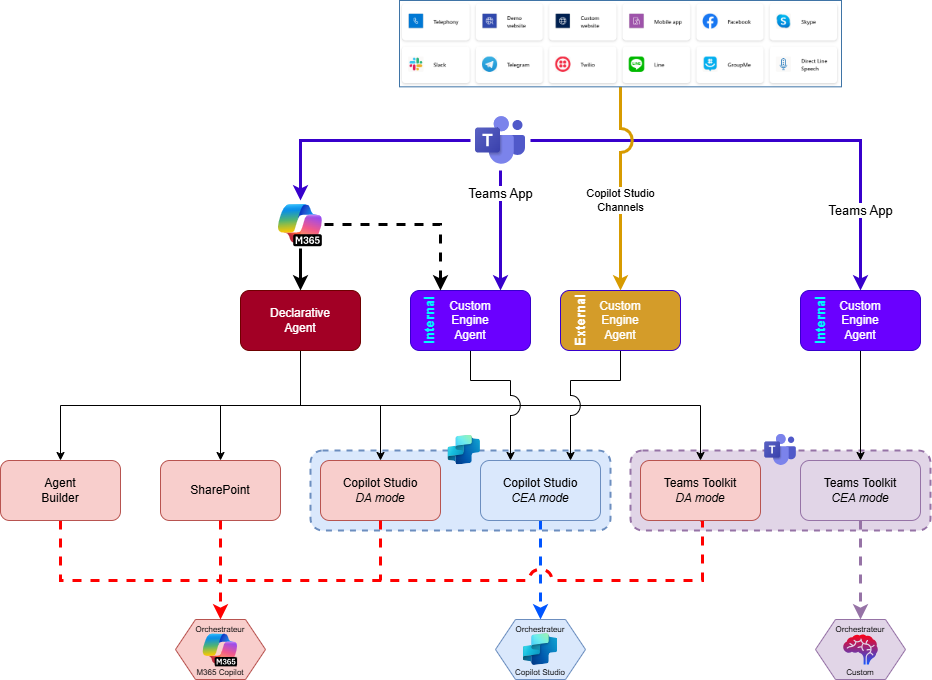 Telephony
Demo
website
Custom
website
Mobile app
Facebook
Skype
Slack
Telegram
Twilio
Line
GroupMe
Direct Line
Speech
Teams App
Copilot Studio
Channels
Teams App
M365
Declarative
Agent
Internal
Custom
Engine
Agent
External
Custom
Engine
Agent
Internal
Custom
Engine
Agent
Agent
Builder
SharePoint
Copilot Studio
DA mode
Copilot Studio
CEA mode
Teams Toolkit
DA mode
Teams Toolkit
CEA mode
Orchestrateur
M365
M365 Copilot
Orchestrateur
Copilot Studio
Orchestrateur
Custom